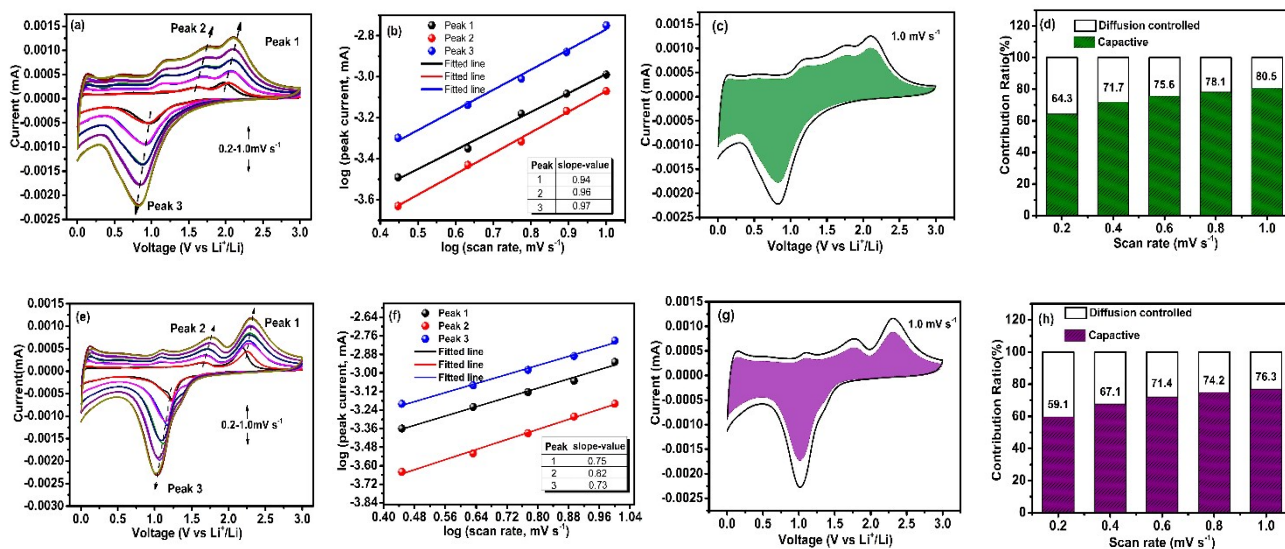 (a)
Peak 2
Peak 1
Peak 3
0.2-1.0mV s⁻¹
Current (mA)
0.0015
0.0010
0.0005
0.0000
-0.0005
-0.0010
-0.0015
-0.0020
-0.0025
0.0 0.5 1.0 1.5 2.0 2.5 3.0
Voltage (V vs Li⁺/Li)
(b)
Peak 1
Peak 2
Peak 3
Fitted line
Fitted line
Fitted line
log (peak current, mA)
-2.8
-3.0
-3.2
-3.4
-3.6
Peak slope-value
1 0.94
2 0.96
3 0.97
0.4 0.5 0.6 0.7 0.8 0.9 1.0
log (scan rate, mV s⁻¹)
(c)
1.0 mV s⁻¹
Current (mA)
0.0015
0.0010
0.0005
0.0000
-0.0005
-0.0010
-0.0015
-0.0020
-0.0025
0.0 0.5 1.0 1.5 2.0 2.5 3.0
Voltage (V vs Li⁺/Li)
(d)
Diffusion controlled
Capactive
Contribution Ratio(%)
120
100
80
60
40
20
0
64.3 71.7 75.6 78.1 80.5
0.2 0.4 0.6 0.8 1.0
Scan rate (mV s⁻¹)
(e)
Peak 2
Peak 1
Peak 3
0.2-1.0mV s⁻¹
Current(mA)
0.0015
0.0010
0.0005
0.0000
-0.0005
-0.0010
-0.0015
-0.0020
-0.0025
-0.0030
0.0 0.5 1.0 1.5 2.0 2.5 3.0
Voltage (V vs Li⁺/Li)
(f)
Peak 1
Peak 2
Peak 3
Fitted line
Fitted line
Fitted line
log (peak current, mA)
-2.64
-2.76
-2.88
-3.00
-3.12
-3.24
-3.36
-3.48
-3.60
-3.72
-3.84
Peak slope-value
1 0.75
2 0.82
3 0.73
0.40 0.48 0.56 0.64 0.72 0.80 0.88 0.96 1.04
log (scan rate, mV s⁻¹)
(g)
1.0 mV s⁻¹
Current (mA)
0.0015
0.0010
0.0005
0.0000
-0.0005
-0.0010
-0.0015
-0.0020
-0.0025
0.0 0.5 1.0 1.5 2.0 2.5 3.0
Voltage (V vs Li⁺/Li)
(h)
Diffusion controlled
Capactive
Contribution Ratio(%)
120
100
80
60
40
20
0
59.1 67.1 71.4 74.2 76.3
0.2 0.4 0.6 0.8 1.0
Scan rate (mV s⁻¹)